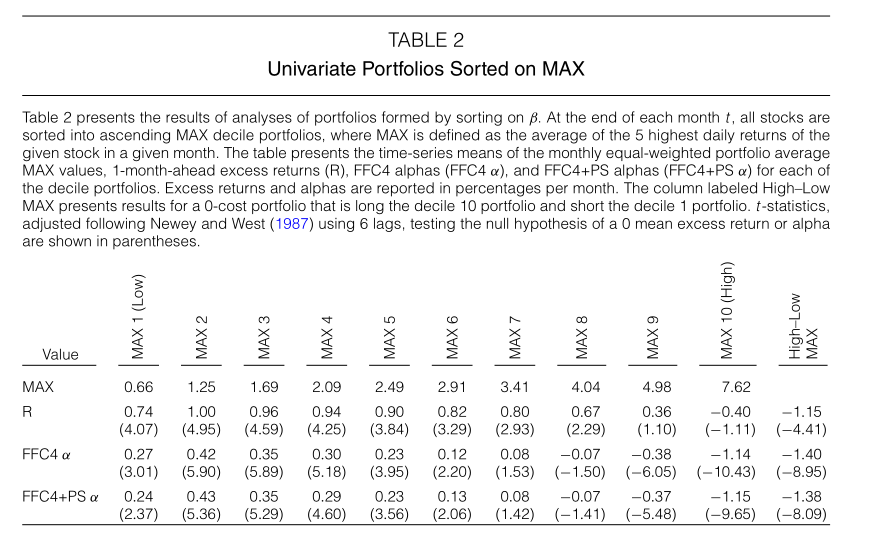 TABLE 2
Univariate Portfolios Sorted on MAX
Table 2 presents the results of analyses of portfolios formed by sorting on β. At the end of each month t, all stocks are
sorted into ascending MAX decile portfolios, where MAX is defined as the average of the 5 highest daily returns of the
given stock in a given month. The table presents the time-series means of the monthly equal-weighted portfolio average
MAX values, 1-month-ahead excess returns (R), FFC4 alphas (FFC4 α), and FFC4+PS alphas (FFC4+PS α) for each of
the decile portfolios. Excess returns and alphas are reported in percentages per month. The column labeled High–Low
MAX presents results for a 0-cost portfolio that is long the decile 10 portfolio and short the decile 1 portfolio. t-statistics,
adjusted following Newey and West (1987) using 6 lags, testing the null hypothesis of a 0 mean excess return or alpha
are shown in parentheses.
Value MAX 1 (Low) MAX 2 MAX 3 MAX 4 MAX 5 MAX 6 MAX 7 MAX 8 MAX 9 MAX 10 (High) High–Low MAX
MAX 0.66 1.25 1.69 2.09 2.49 2.91 3.41 4.04 4.98 7.62
R 0.74 1.00 0.96 0.94 0.90 0.82 0.80 0.67 0.36 −0.40 −1.15
(4.07) (4.95) (4.59) (4.25) (3.84) (3.29) (2.93) (2.29) (1.10) (−1.11) (−4.41)
FFC4 α 0.27 0.42 0.35 0.30 0.23 0.12 0.08 −0.07 −0.38 −1.14 −1.40
(3.01) (5.90) (5.89) (5.18) (3.95) (2.20) (1.53) (−1.50) (−6.05) (−10.43) (−8.95)
FFC4+PS α 0.24 0.43 0.35 0.29 0.23 0.13 0.08 −0.07 −0.37 −1.15 −1.38
(2.37) (5.36) (5.29) (4.60) (3.56) (2.06) (1.42) (−1.41) (−5.48) (−9.65) (−8.09)